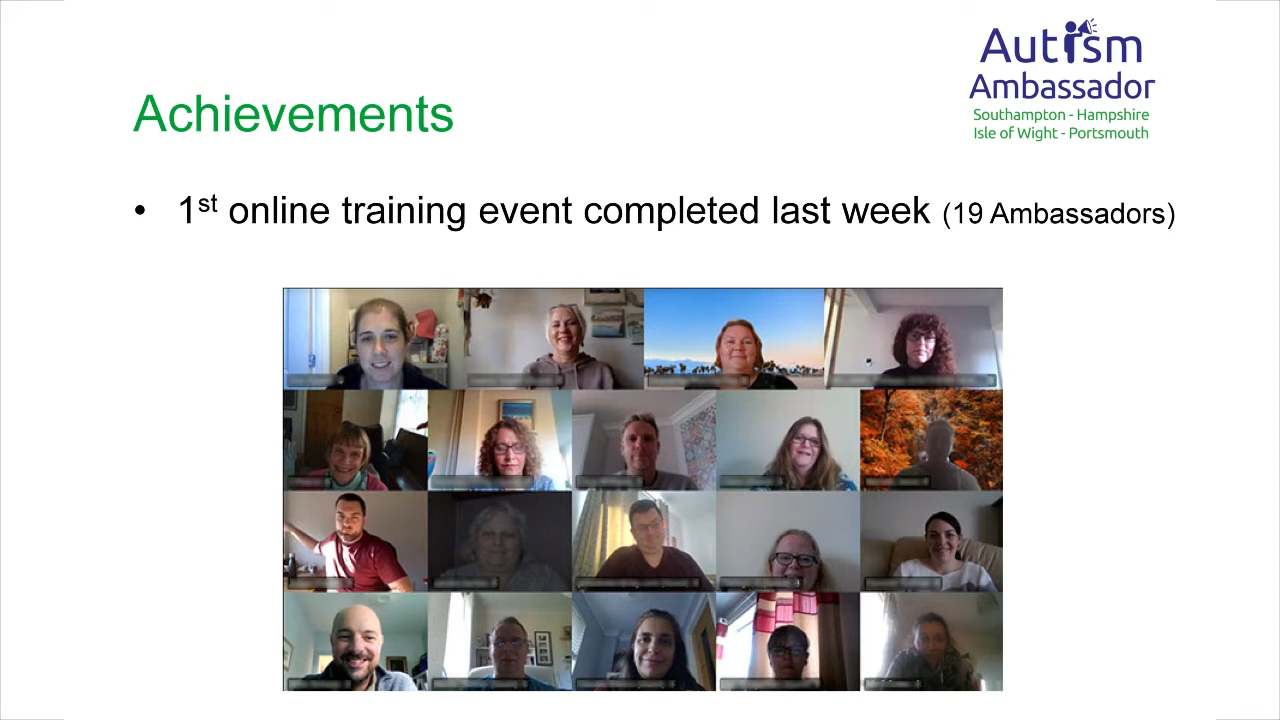 Autism
Ambassador
Southampton - Hampshire
Isle of Wight - Portsmouth
Achievements
• 1st online training event completed last week (19 Ambassadors)